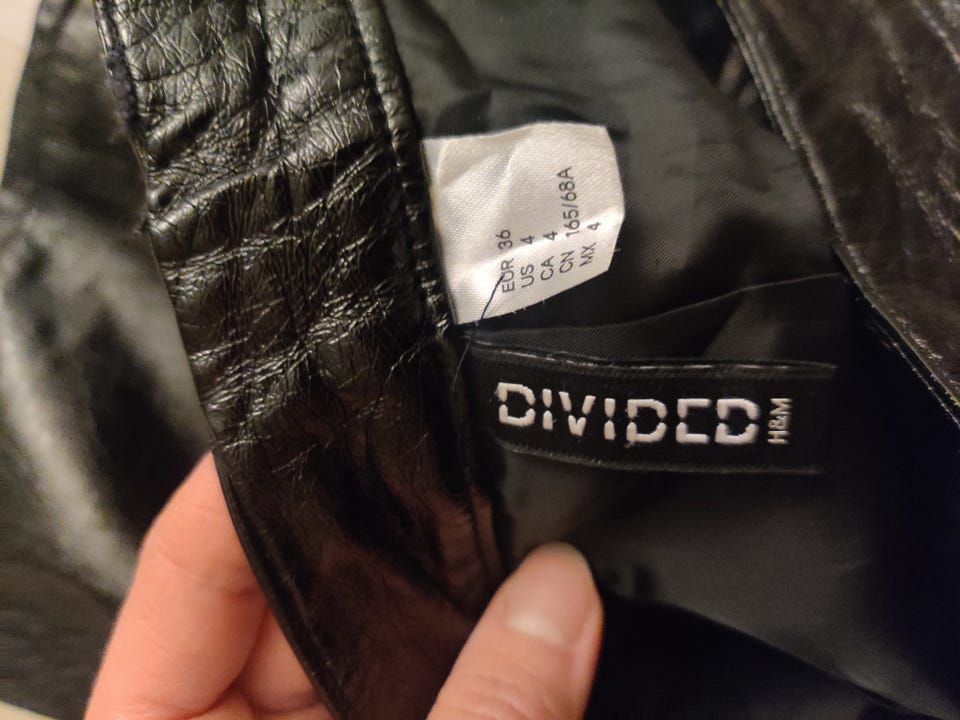 EUR 36
US 4
CA 4
CN 165/68A
MX 4
DIVIDED
H&M